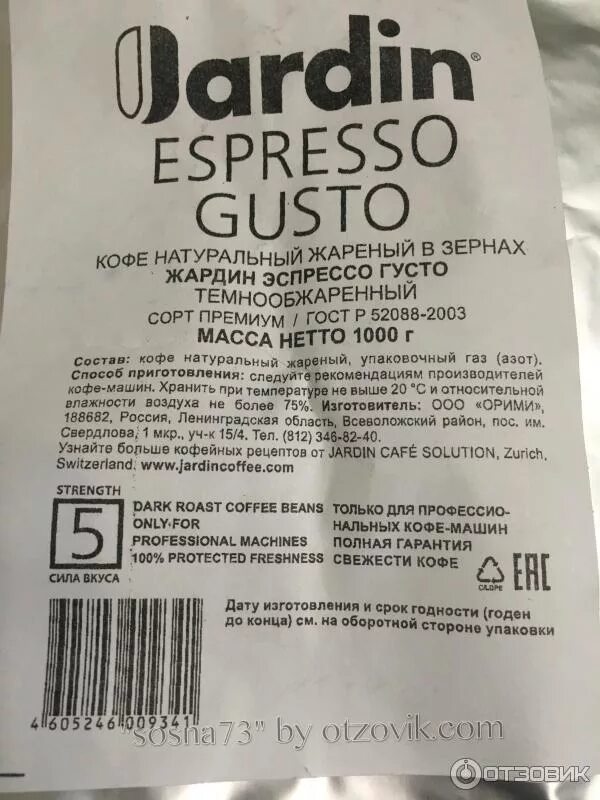 Jardin®
ESPRESSO
GUSTO
КОФЕ НАТУРАЛЬНЫЙ ЖАРЕНЫЙ В ЗЕРНАХ
ЖАРДИН ЭСПРЕССО ГУСТО
ТЕМНООБЖАРЕННЫЙ
СОРТ ПРЕМИУМ / ГОСТ Р 52088-2003
МАССА НЕТТО 1000 г
Состав: кофе натуральный жареный, упаковочный газ (азот).
Способ приготовления: следуйте рекомендациям производителей
кофе-машин. Хранить при температуре не выше 20 °C и относительной
влажности воздуха не более 75%. Изготовитель: ООО «ОРИМИ»,
188682, Россия, Ленинградская область, Всеволожский район, пос. им.
Свердлова, 1 мкр., уч-к 15/4. Тел. (812) 346-82-40.
Узнайте больше кофейных рецептов от JARDIN CAFÉ SOLUTION, Zurich,
Switzerland. www.jardincoffee.com
STRENGTH
5
СИЛА ВКУСА
DARK ROAST COFFEE BEANS
ONLY FOR
PROFESSIONAL MACHINES
100% PROTECTED FRESHNESS
ТОЛЬКО ДЛЯ ПРОФЕССИО-
НАЛЬНЫХ КОФЕ-МАШИН
ПОЛНАЯ ГАРАНТИЯ
СВЕЖЕСТИ КОФЕ
C/LDPE
EAC
Дату изготовления и срок годности (годен
до конца) см. на оборотной стороне упаковки
4 605246 009341
"sosha73" by otzovik.com
ОТЗОВИК